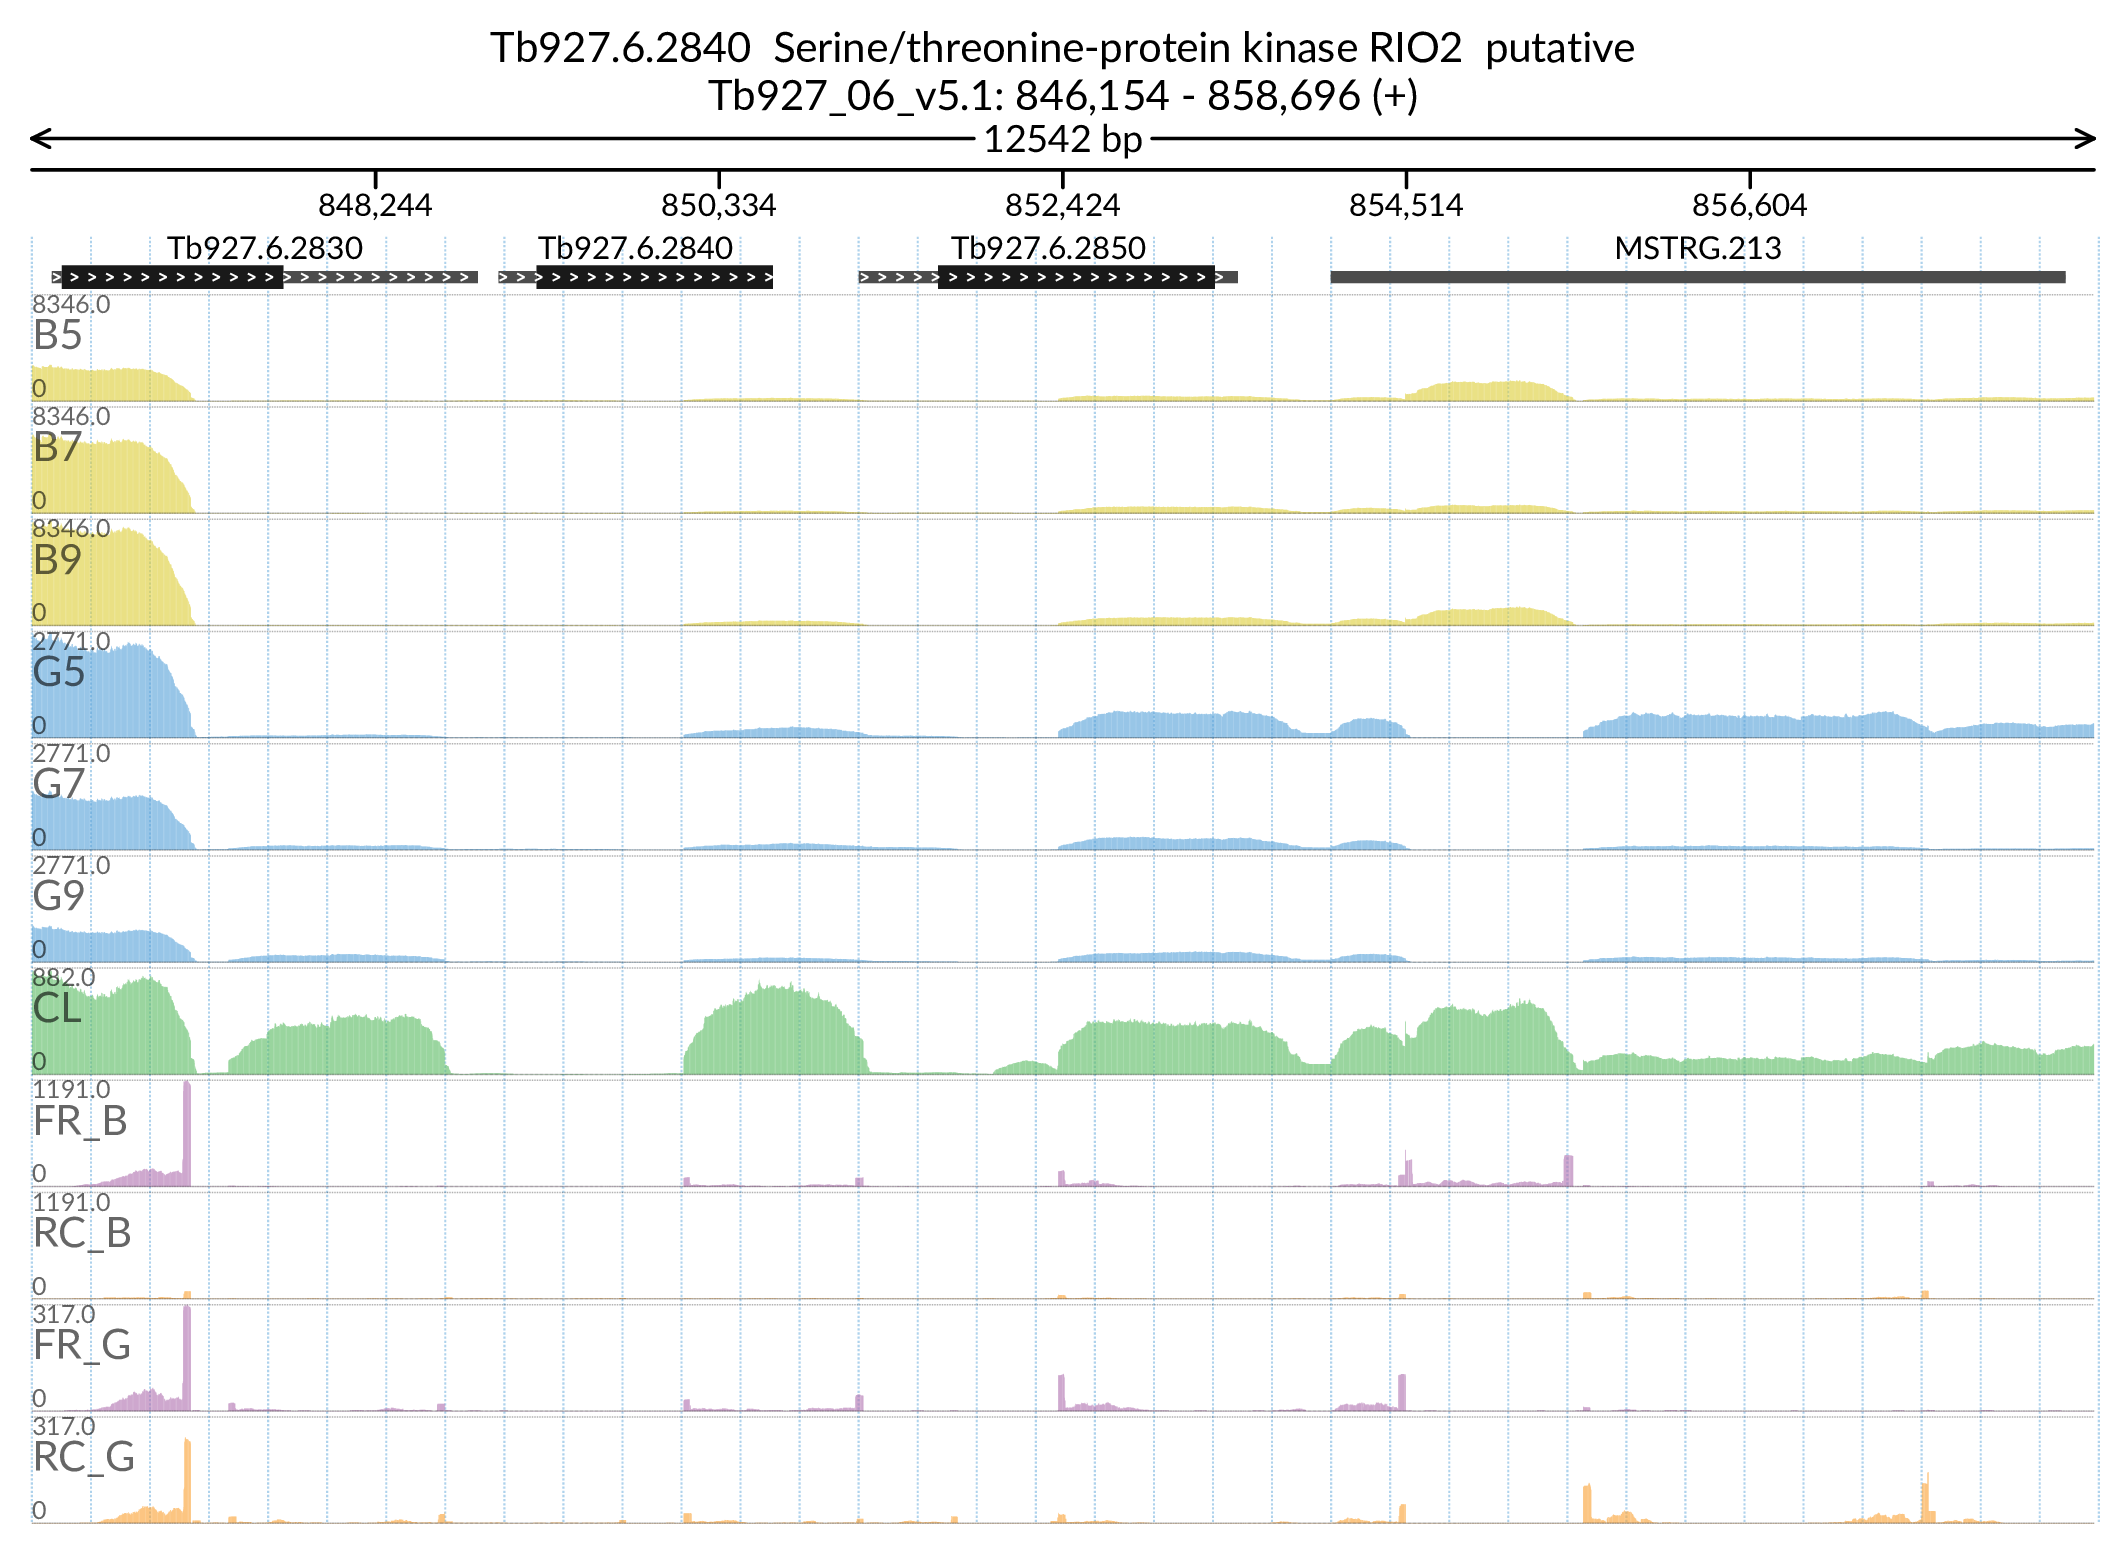 Tb927.6.2840  Serine/threonine-protein kinase RIO2  putative
Tb927_06_v5.1: 846,154 - 858,696 (+)
12542 bp
848,244 850,334 852,424 854,514 856,604
Tb927.6.2830 Tb927.6.2840 Tb927.6.2850 MSTRG.213
8346.0
B5
0
8346.0
B7
0
8346.0
B9
0
2771.0
G5
0
2771.0
G7
0
2771.0
G9
0
882.0
CL
0
1191.0
FR_B
0
1191.0
RC_B
0
317.0
FR_G
0
317.0
RC_G
0